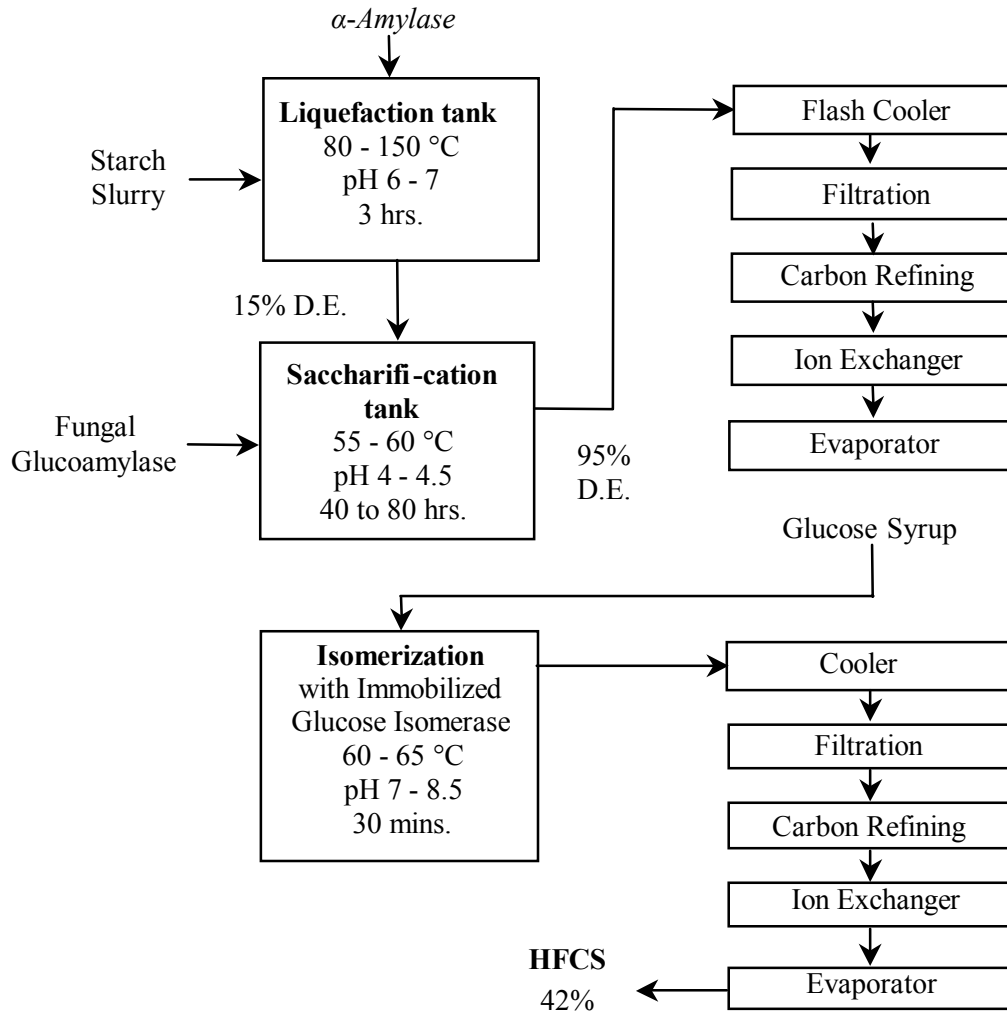 α-Amylase
Liquefaction tank
80 - 150 °C
pH 6 - 7
3 hrs.
Starch
Slurry
15% D.E.
Saccharifi-cation
tank
55 - 60 °C
pH 4 - 4.5
40 to 80 hrs.
Fungal
Glucoamylase
95%
D.E.
Flash Cooler
Filtration
Carbon Refining
Ion Exchanger
Evaporator
Glucose Syrup
Isomerization
with Immobilized
Glucose Isomerase
60 - 65 °C
pH 7 - 8.5
30 mins.
Cooler
Filtration
Carbon Refining
Ion Exchanger
Evaporator
HFCS
42%